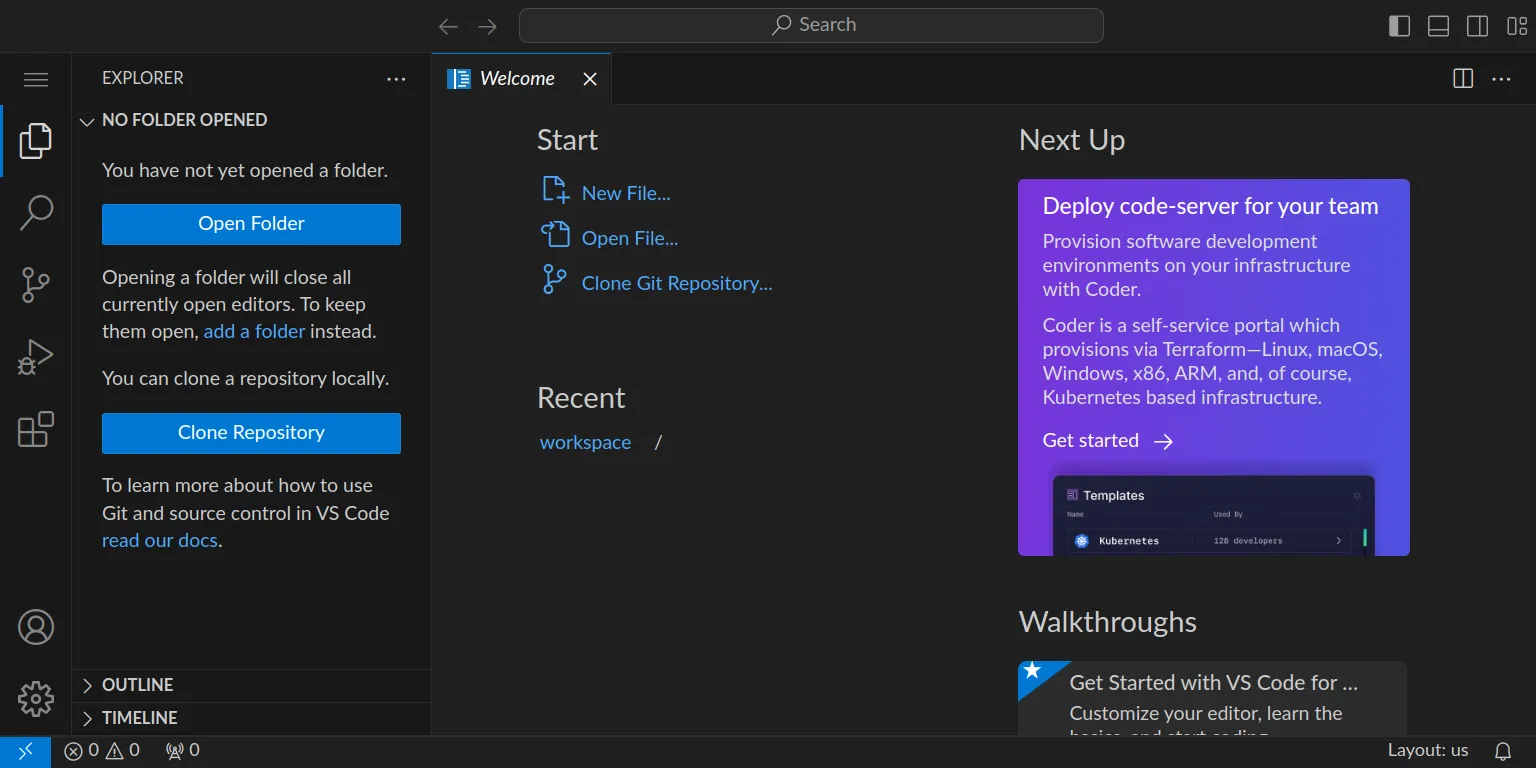 Search
EXPLORER
NO FOLDER OPENED
You have not yet opened a folder.
Open Folder
Opening a folder will close all
currently open editors. To keep
them open, add a folder instead.
You can clone a repository locally.
Clone Repository
To learn more about how to use
Git and source control in VS Code
read our docs.
OUTLINE
TIMELINE
Welcome
Start
New File...
Open File...
Clone Git Repository...
Recent
workspace /
Next Up
Deploy code-server for your team
Provision software development
environments on your infrastructure
with Coder.
Coder is a self-service portal which
provisions via Terraform—Linux, macOS,
Windows, x86, ARM, and, of course,
Kubernetes based infrastructure.
Get started
Templates
Name Used By
Kubernetes 128 developers
Walkthroughs
Get Started with VS Code for ...
Customize your editor, learn the
basics, and start coding
0 0 0
Layout: us